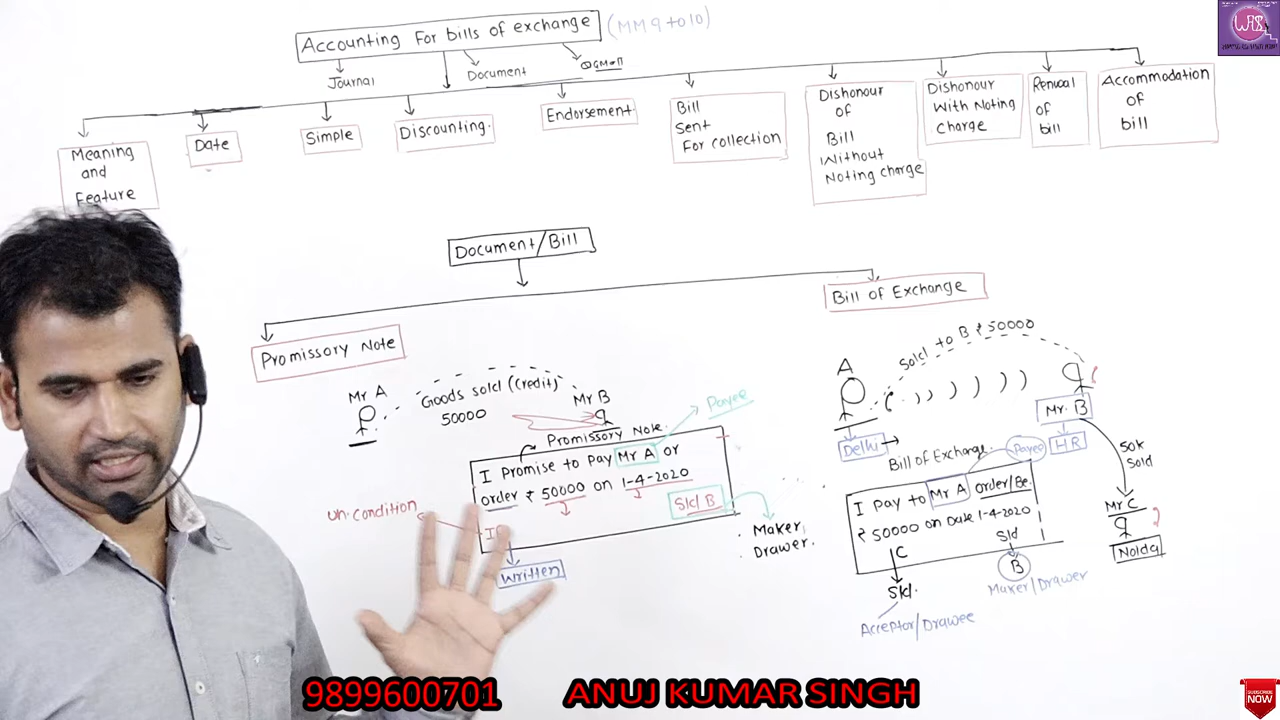 Accounting For bills of exchange (MM 9 to 10)
Journal
Document
Meaning
and
Feature
Date
Simple
Discounting.
Endorsement
Bill
Sent
For collection
Dishonour
of
Bill
Without
Noting charge
Dishonour
With Noting
Charge
Renual
of
bill
Accommodation
of
bill
Document/Bill
Promissory Note
Bill of Exchange
Mr A
Goods sold (Credit)
50000
Mr B
Payee
Promissory Note.
I Promise to pay Mr A or
order ₹ 50000 on 1-4-2020
Sd/ B
Un.condition
Written
Maker,
Drawer.
A
Sold to B ₹ 50000
Mr. B
Delhi
HR
Bill of Exchange.
Payee
50k
Sold
I Pay to Mr A order/Be.
₹ 50000 on Date 1-4-2020
Mr C
Noida
C
Sd/.
Sd/
B
Maker/Drawer
Acceptor/Drawee
9899600701 ANUJ KUMAR SINGH
SUBSCRIBE
NOW